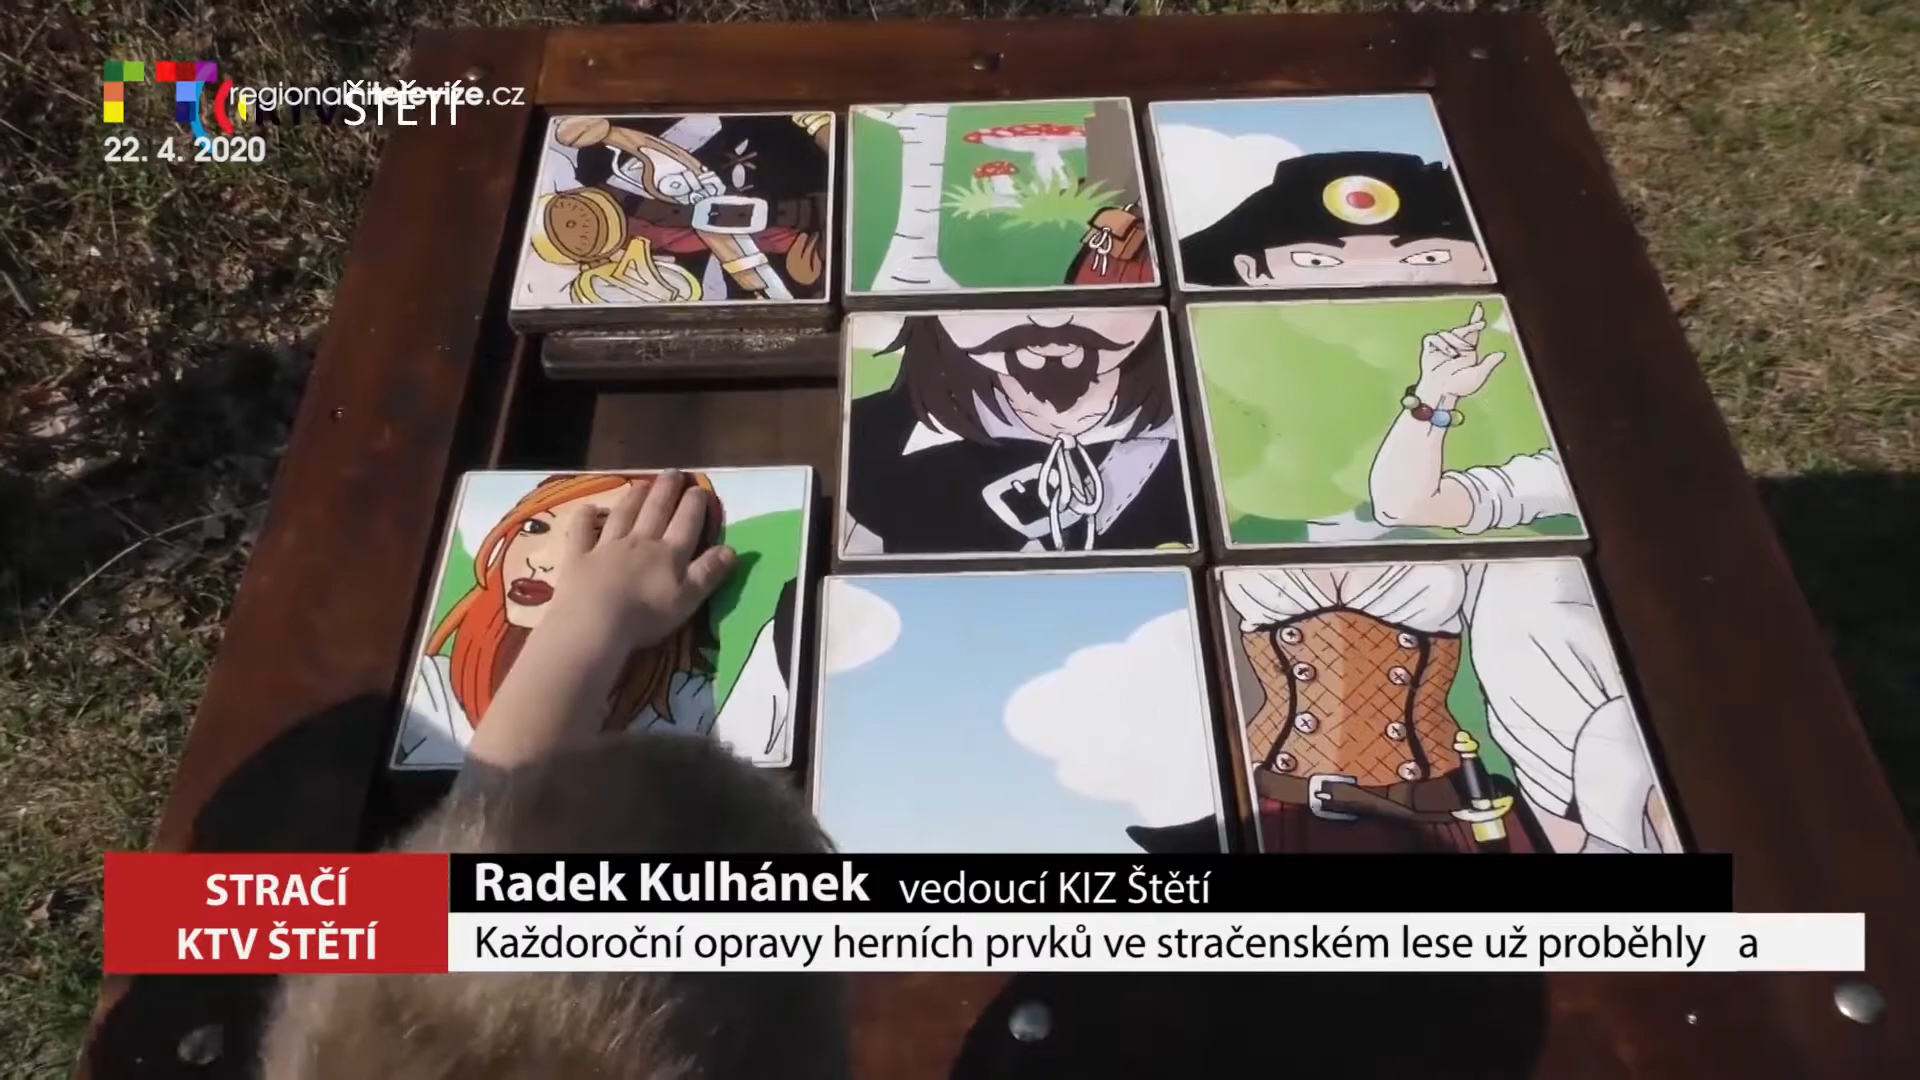 regionalnitelevize.cz
KTV ŠTĚTÍ
22. 4. 2020
STRAČÍ
KTV ŠTĚTÍ
Radek Kulhánek vedoucí KIZ Štětí
Každoroční opravy herních prvků ve stračenském lese už proběhly a